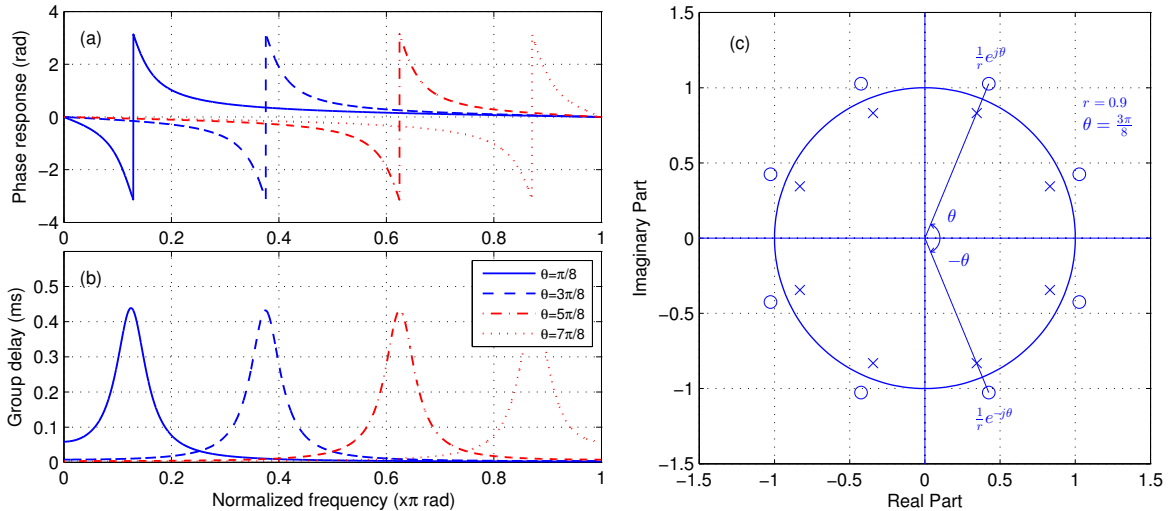 (a)
Phase response (rad)
4
2
0
−2
−4
0 0.2 0.4 0.6 0.8 1
(b)
Group delay (ms)
0.5
0.4
0.3
0.2
0.1
0
θ=π/8
θ=3π/8
θ=5π/8
θ=7π/8
0 0.2 0.4 0.6 0.8 1
Normalized frequency (xπ rad)
(c)
Imaginary Part
1.5
1
0.5
0
−0.5
−1
−1.5
1/r e^{jθ}
r = 0.9
θ = 3π/8
θ
−θ
1/r e^{−jθ}
−1.5 −1 −0.5 0 0.5 1 1.5
Real Part